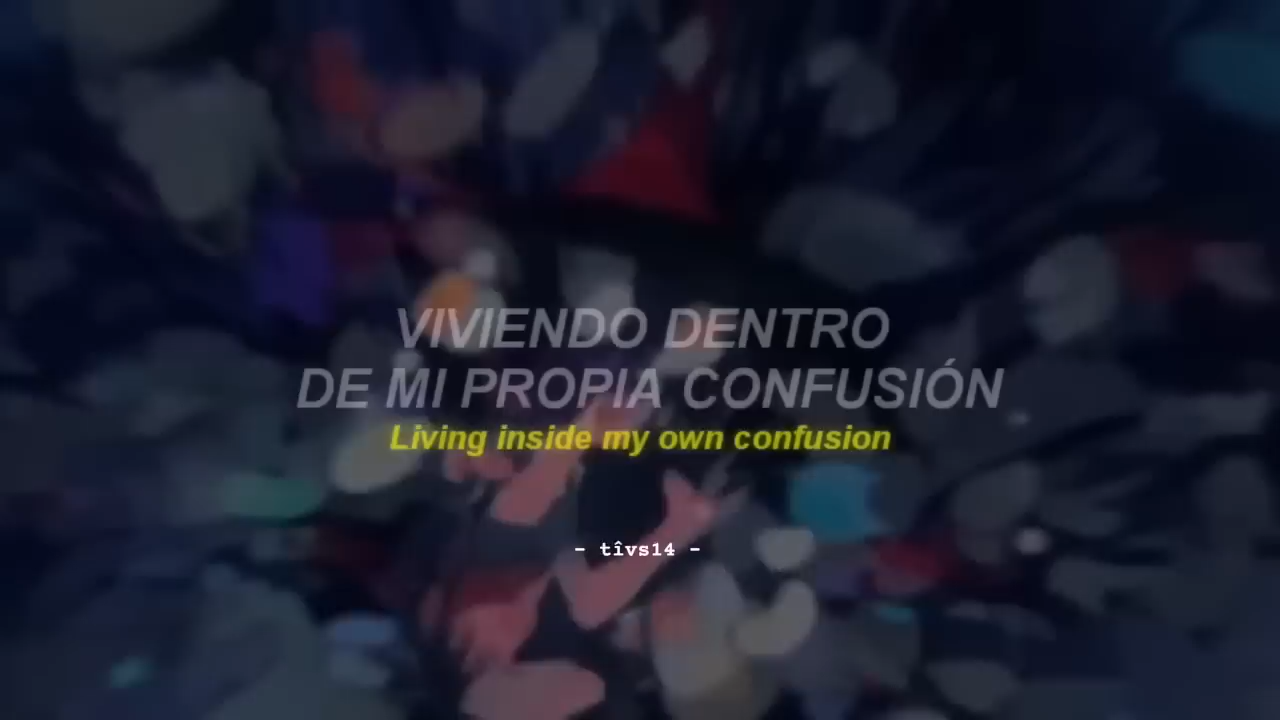 VIVIENDO DENTRO
DE MI PROPIA CONFUSIÓN
Living inside my own confusion
- tîvs14 -